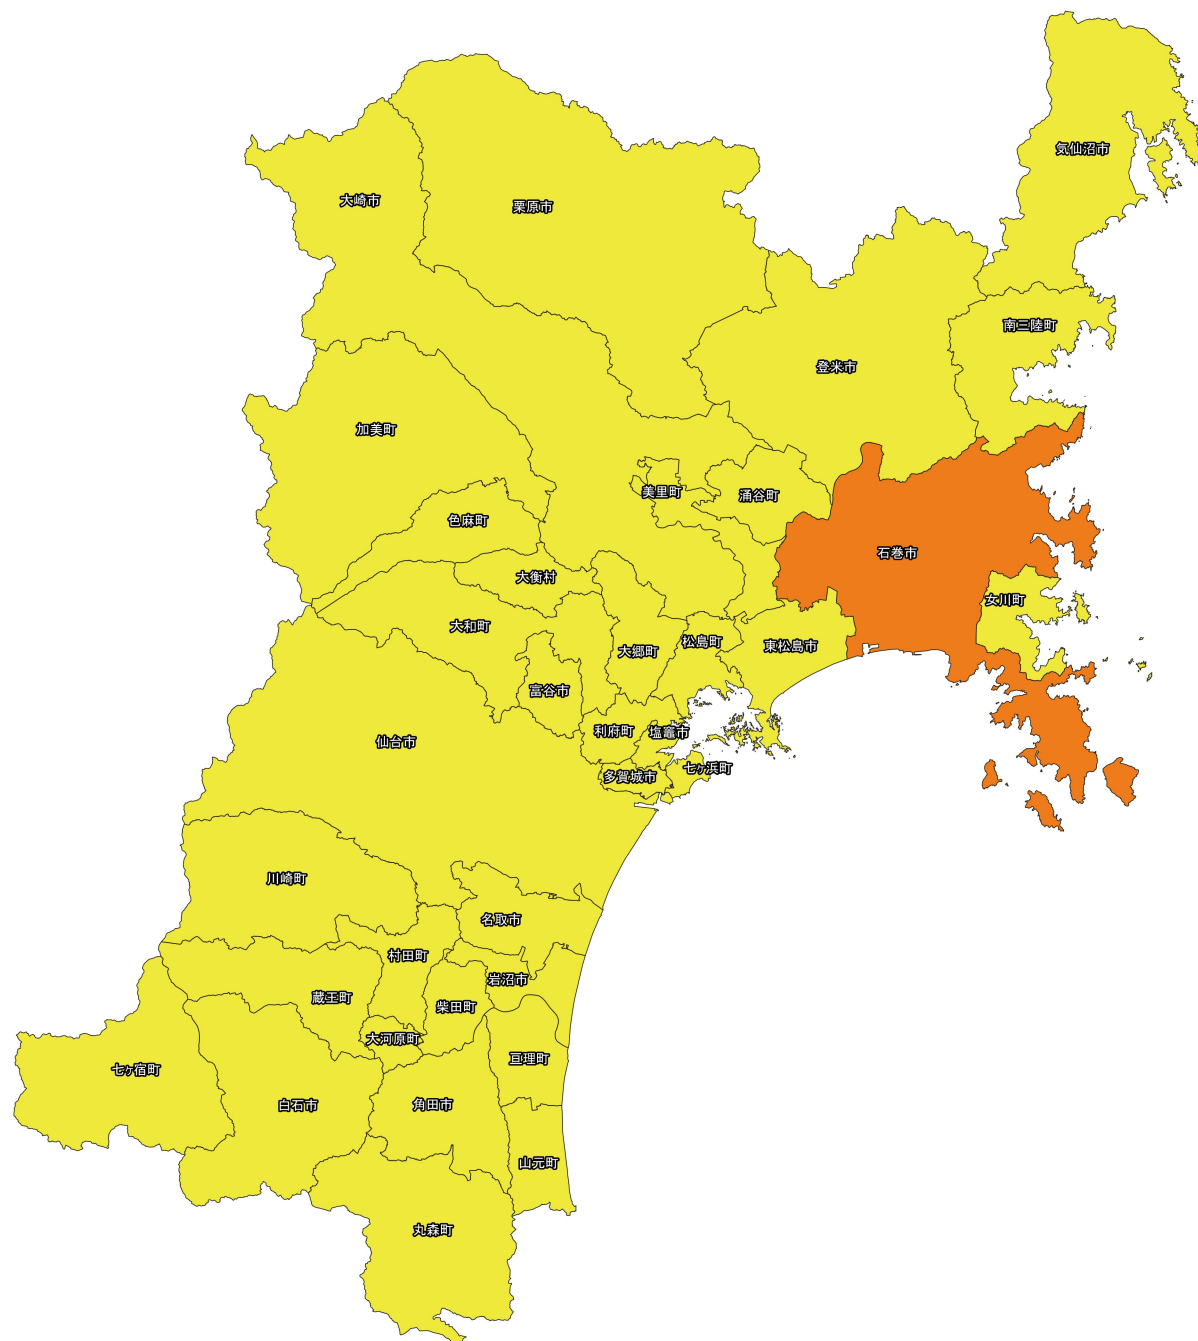 気仙沼市
大崎市
栗原市
南三陸町
登米市
加美町
美里町
涌谷町
色麻町
石巻市
大衡村
女川町
大和町
松島町
東松島市
大郷町
富谷市
利府町
塩竈市
仙台市
七ヶ浜町
多賀城市
川崎町
名取市
村田町
岩沼市
蔵王町
柴田町
大河原町
亘理町
七ヶ宿町
白石市
角田市
山元町
丸森町